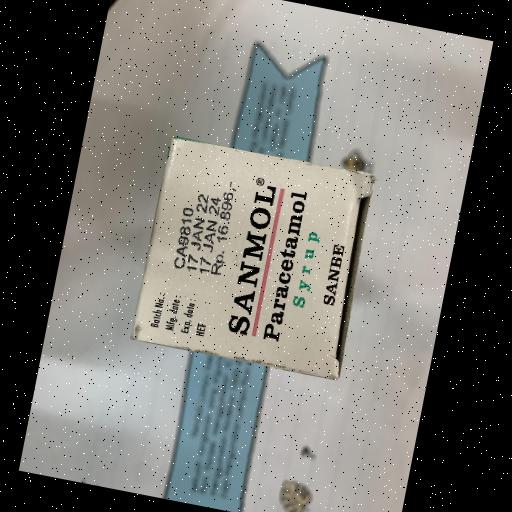 Batch No.: CA9810
Mfg. date: 17 JAN 22
Exp. date 17 JAN 24
HET Rp. 16.896,-
SANMOL®
Paracetamol
Syrup
SANBE